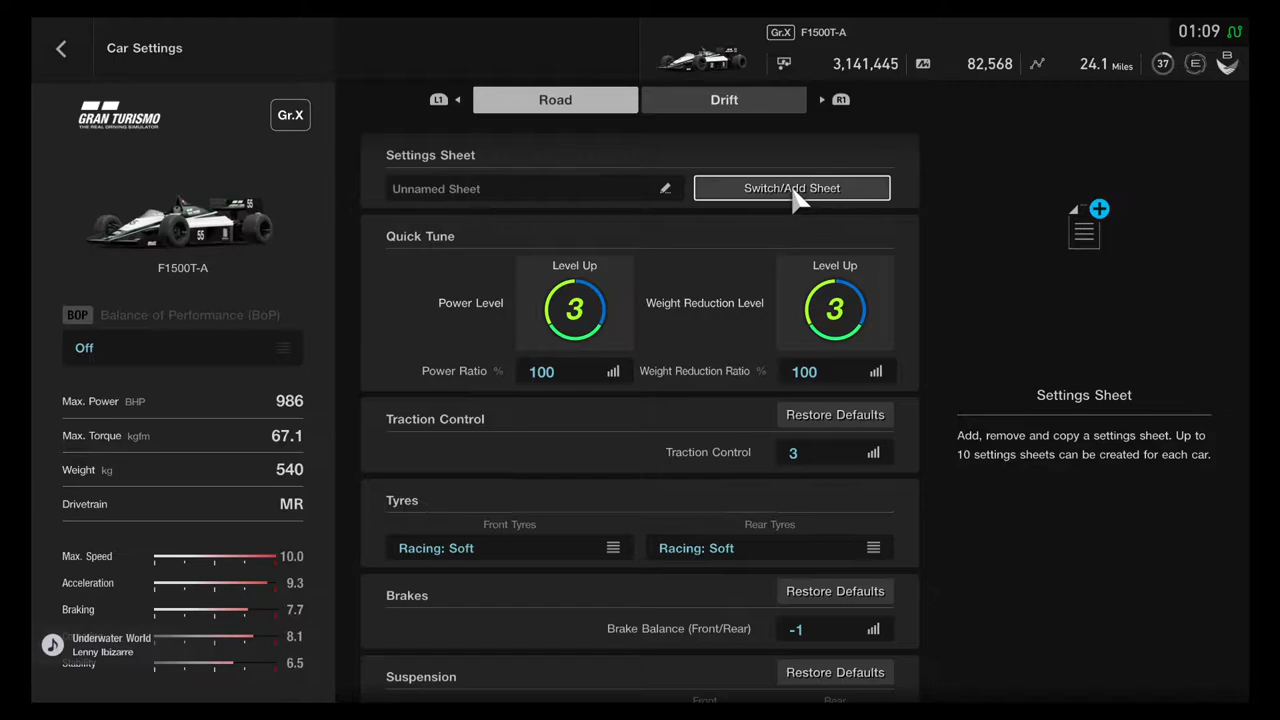 Car Settings
Gr.X F1500T-A
3,141,445
82,568
24.1 Miles
37
E
B
01:09
GRAN TURISMO
THE REAL DRIVING SIMULATOR
Gr.X
55
55
F1500T-A
BOP Balance of Performance (BoP)
Off
Max. Power BHP 986
Max. Torque kgfm 67.1
Weight kg 540
Drivetrain MR
Max. Speed 10.0
Acceleration 9.3
Braking 7.7
8.1
Stability 6.5
Underwater World
Lenny Ibizarre
L1 Road Drift R1
Settings Sheet
Unnamed Sheet Switch/Add Sheet
Quick Tune
Power Level Level Up 3
Weight Reduction Level Level Up 3
Power Ratio % 100
Weight Reduction Ratio % 100
Traction Control Restore Defaults
Traction Control 3
Tyres
Front Tyres Rear Tyres
Racing: Soft Racing: Soft
Brakes Restore Defaults
Brake Balance (Front/Rear) -1
Suspension Restore Defaults
Front Rear
Settings Sheet
Add, remove and copy a settings sheet. Up to
10 settings sheets can be created for each car.